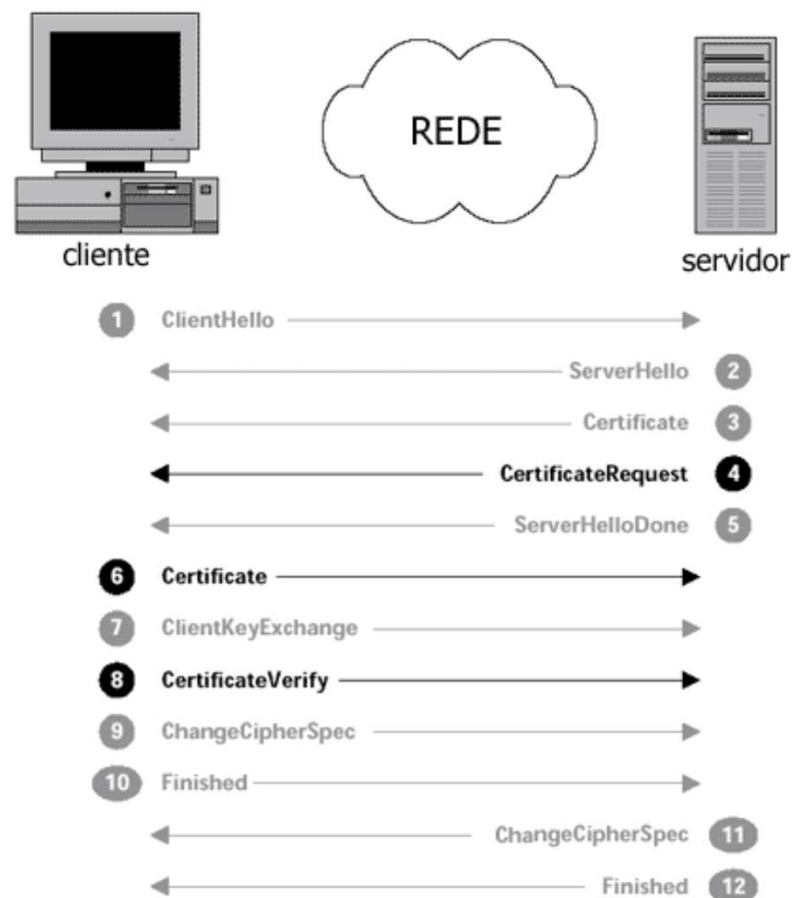 REDE
cliente
servidor
1 ClientHello
ServerHello 2
Certificate 3
CertificateRequest 4
ServerHelloDone 5
6 Certificate
7 ClientKeyExchange
8 CertificateVerify
9 ChangeCipherSpec
10 Finished
ChangeCipherSpec 11
Finished 12